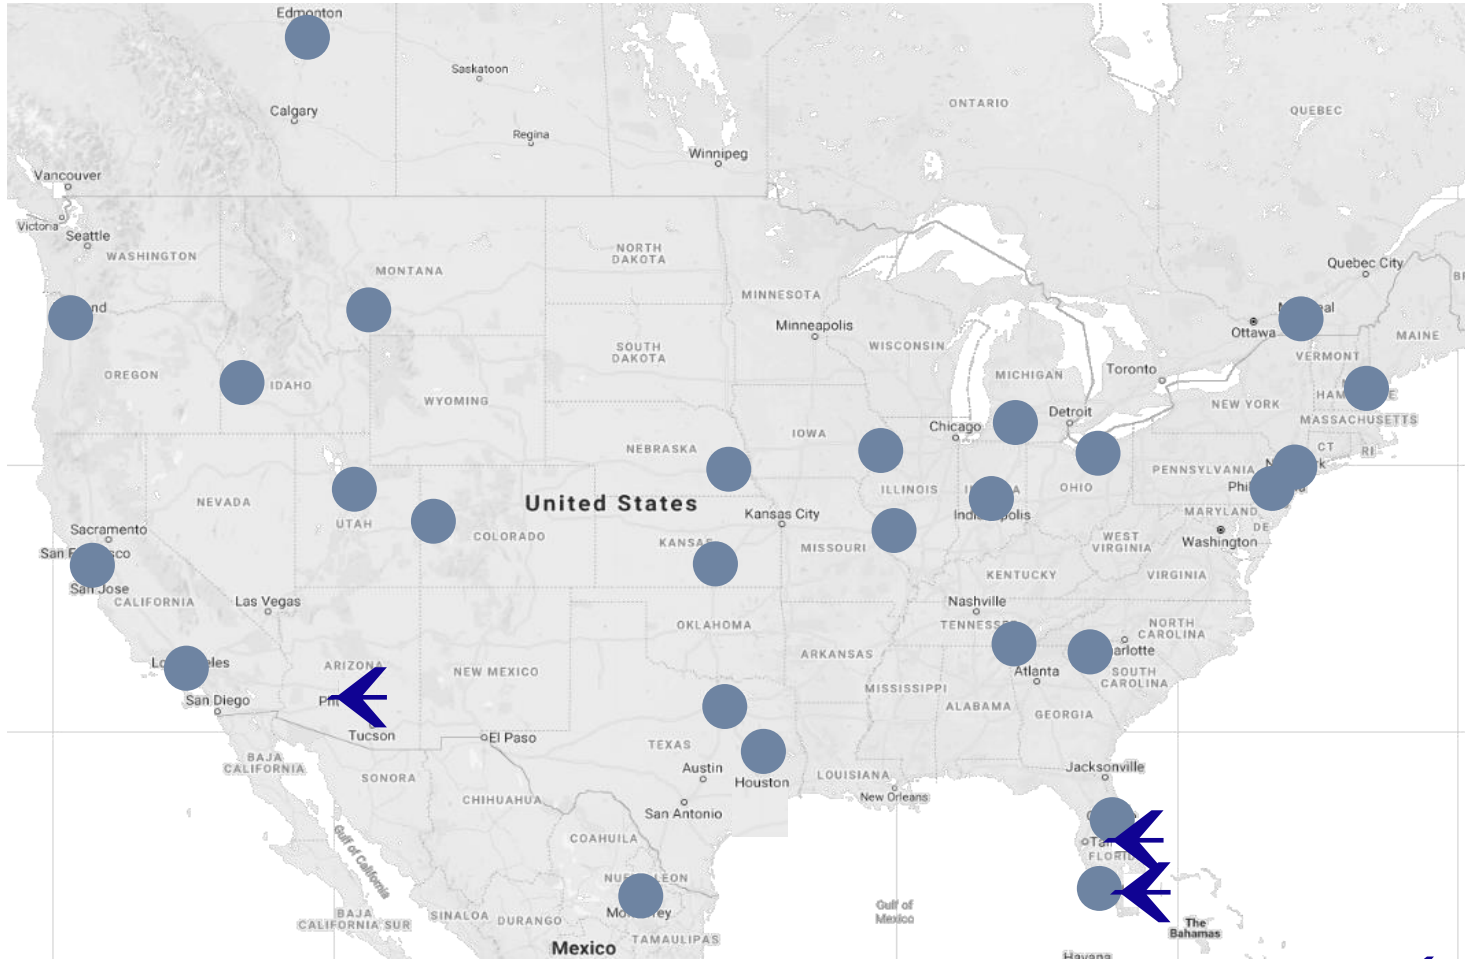 Edmonton
Saskatoon
Calgary
ONTARIO
QUEBEC
Regina
Winnipeg
Vancouver
Victoria
Seattle
WASHINGTON
NORTH
DAKOTA
MONTANA
Quebec City
MINNESOTA
Minneapolis
Ottawa
MAINE
WISCONSIN
SOUTH
DAKOTA
VERMONT
OREGON
IDAHO
MICHIGAN
Toronto
WYOMING
NEW YORK
Detroit
MASSACHUSETTS
Chicago
IOWA
NEBRASKA
CT
RI
PENNSYLVANIA
ILLINOIS
OHIO
NEVADA
United States
UTAH
Kansas City
MARYLAND
DE
Sacramento
COLORADO
KANSAS
MISSOURI
WEST
VIRGINIA
Washington
San Jose
KENTUCKY
VIRGINIA
CALIFORNIA
Las Vegas
Nashville
OKLAHOMA
NORTH
CAROLINA
ARKANSAS
ARIZONA
NEW MEXICO
Atlanta
SOUTH
CAROLINA
San Diego
MISSISSIPPI
ALABAMA
GEORGIA
Tucson
El Paso
TEXAS
BAJA
CALIFORNIA
SONORA
Austin
Houston
LOUISIANA
Jacksonville
New Orleans
CHIHUAHUA
San Antonio
COAHUILA
Gulf of California
BAJA
CALIFORNIA SUR
SINALOA
DURANGO
Gulf of
Mexico
TAMAULIPAS
Mexico
The
Bahamas
Havana